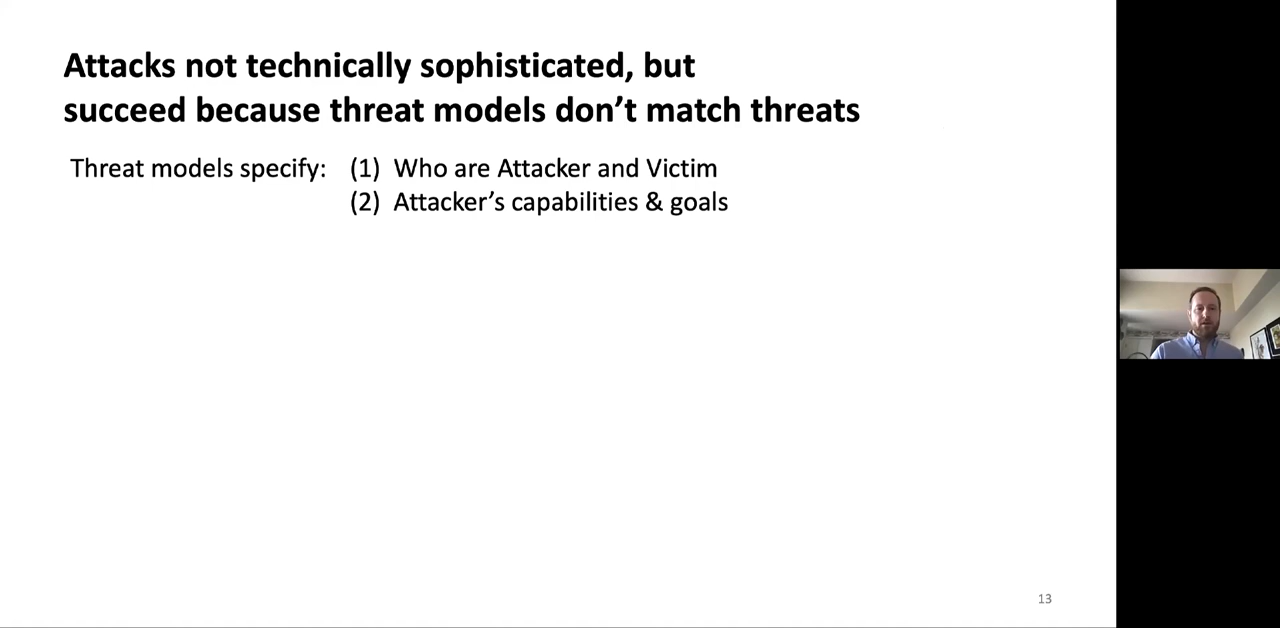 Attacks not technically sophisticated, but
succeed because threat models don’t match threats
Threat models specify: (1) Who are Attacker and Victim
(2) Attacker’s capabilities & goals
13